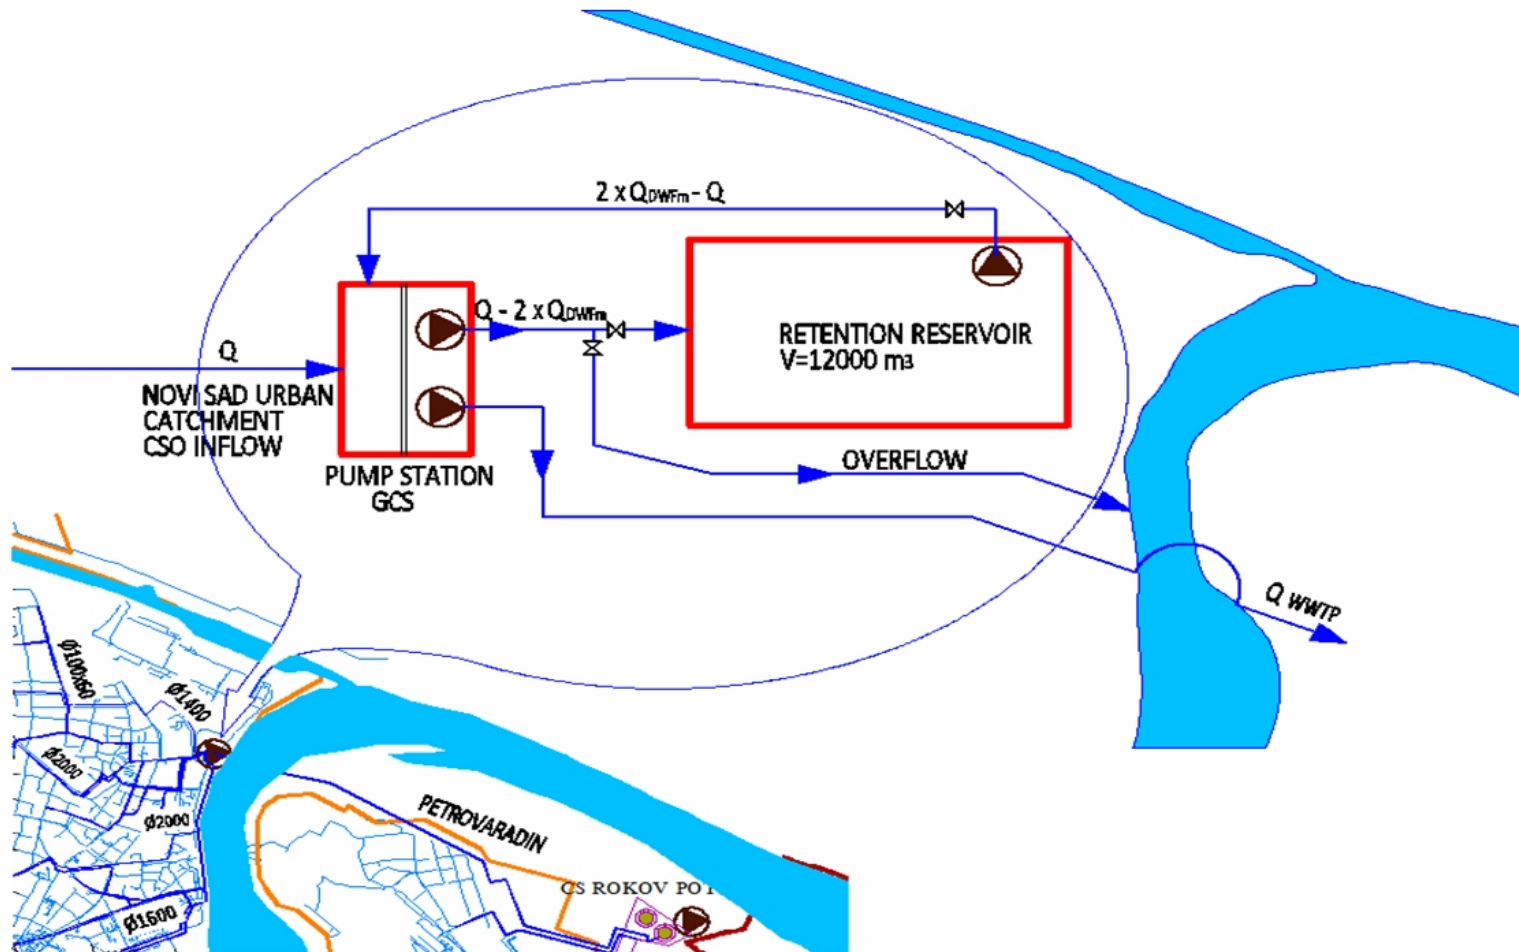 2 x QDWFm - Q
Q - 2 x QDWFm
RETENTION RESERVOIR
V=12000 m3
Q
NOVI SAD URBAN
CATCHMENT
CSO INFLOW
PUMP STATION
GCS
OVERFLOW
Q WWTP
Ø100x60
Ø1400
Ø2000
Ø2000
PETROVARADIN
CS ROKOV
Ø1600